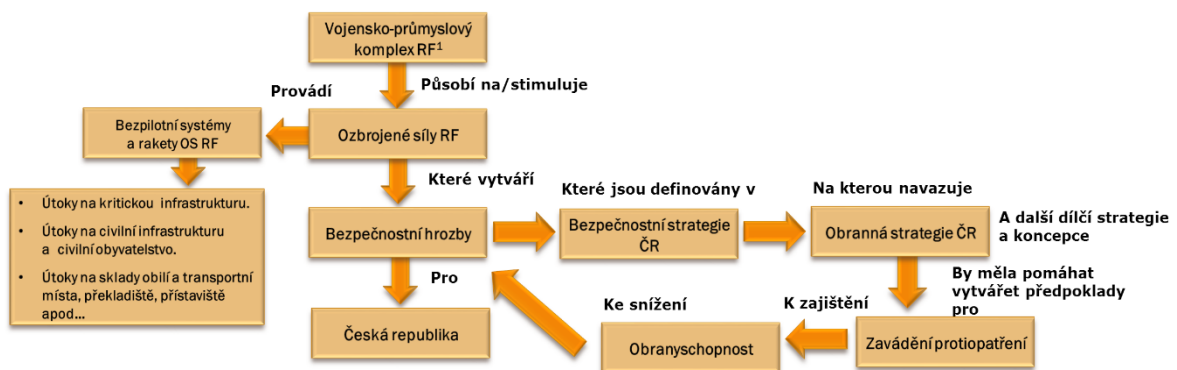 Vojensko-průmyslový
komplex RF¹
Působí na/stimuluje
Provádí
Bezpilotní systémy
a rakety OS RF
Ozbrojené síly RF
Které vytváří
• Útoky na kritickou infrastrukturu.
• Útoky na civilní infrastrukturu
a civilní obyvatelstvo.
• Útoky na sklady obilí a transportní
místa, překladiště, přístaviště
apod...
Bezpečnostní hrozby
Které jsou definovány v
Bezpečnostní strategie
ČR
Na kterou navazuje
Obranná strategie ČR
A další dílčí strategie
a koncepce
Pro
Česká republika
By měla pomáhat
vytvářet předpoklady
pro
Zavádění protiopatření
K zajištění
Obranyschopnost
Ke snížení